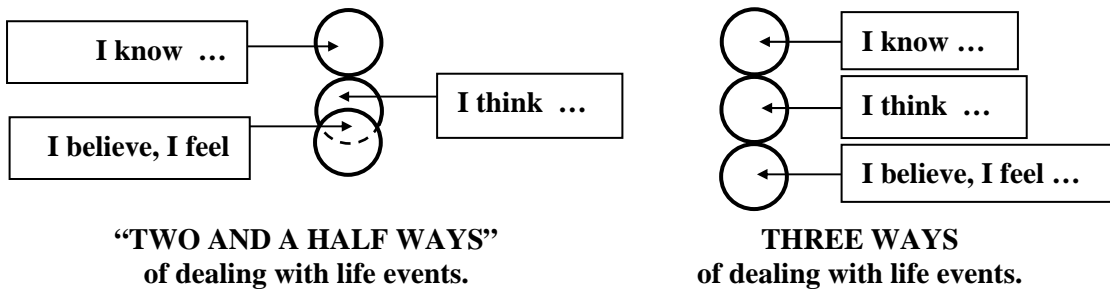 I know …
I think …
I believe, I feel
“TWO AND A HALF WAYS”
of dealing with life events.
I know …
I think …
I believe, I feel …
THREE WAYS
of dealing with life events.